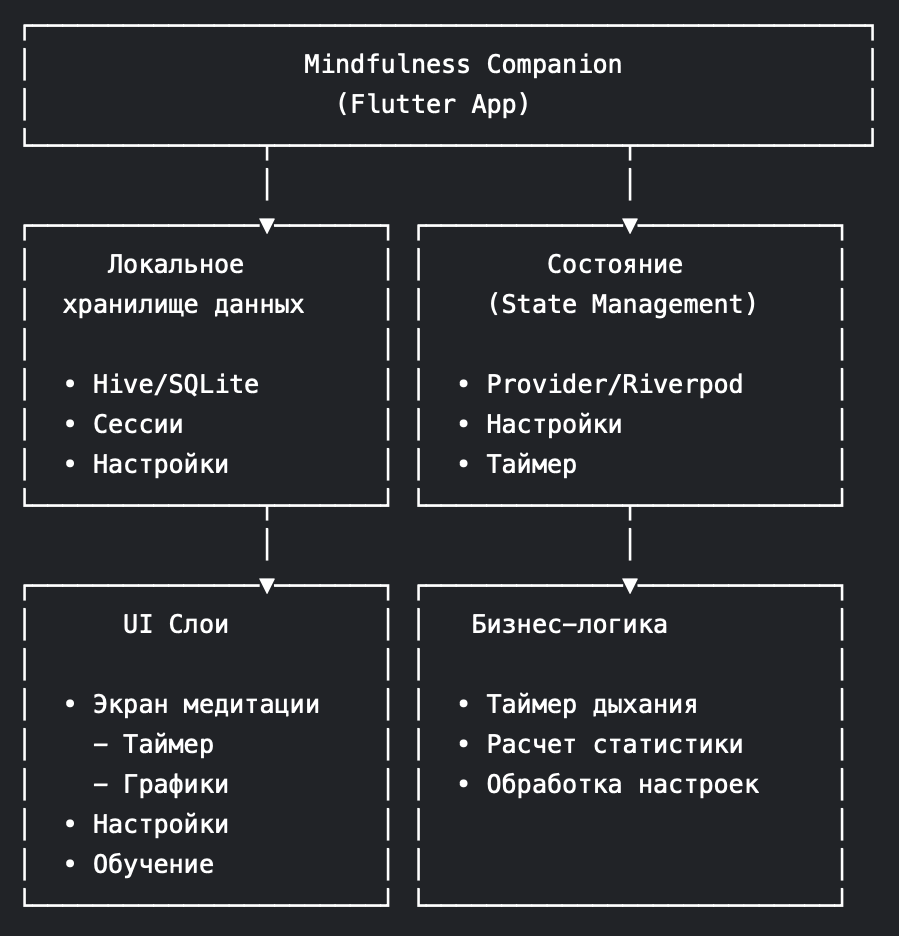 Mindfulness Companion
(Flutter App)
Локальное
хранилище данных
• Hive/SQLite
• Сессии
• Настройки
Состояние
(State Management)
• Provider/Riverpod
• Настройки
• Таймер
UI Слои
• Экран медитации
– Таймер
– Графики
• Настройки
• Обучение
Бизнес–логика
• Таймер дыхания
• Расчет статистики
• Обработка настроек